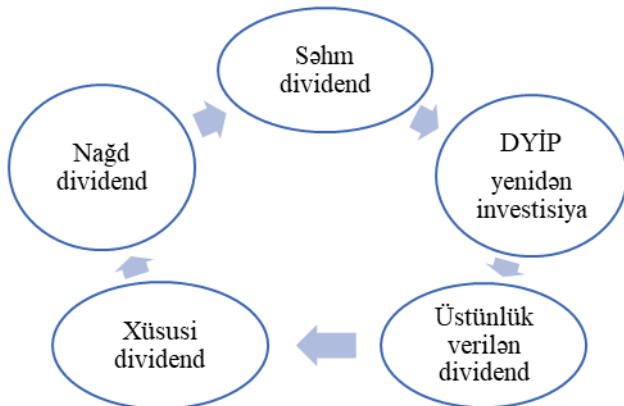 Səhm
dividend
DYİP
yenidən
investisiya
Üstünlük
verilən
dividend
Xüsusi
dividend
Nağd
dividend